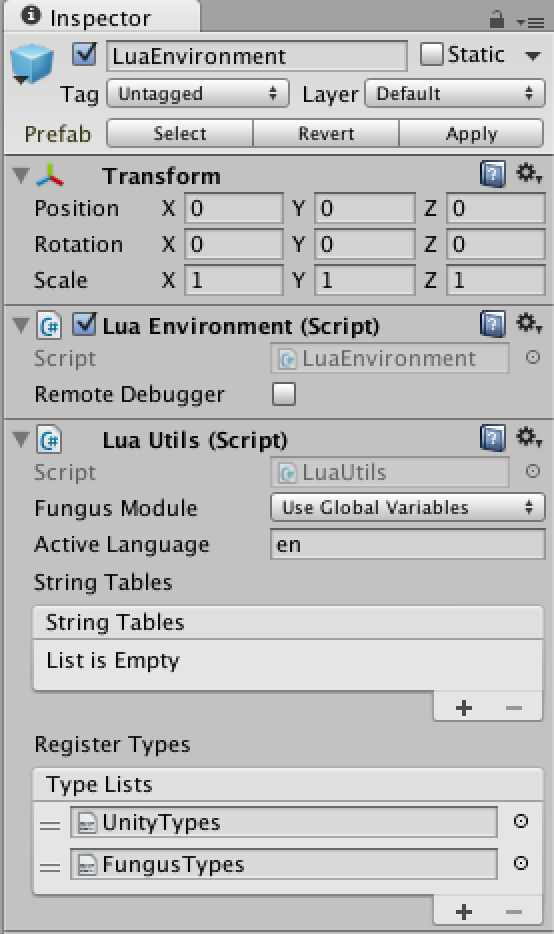 Inspector
LuaEnvironment Static
Tag Untagged Layer Default
Prefab Select Revert Apply
Transform
Position X 0 Y 0 Z 0
Rotation X 0 Y 0 Z 0
Scale X 1 Y 1 Z 1
Lua Environment (Script)
Script LuaEnvironment
Remote Debugger
Lua Utils (Script)
Script LuaUtils
Fungus Module Use Global Variables
Active Language en
String Tables
String Tables
List is Empty
+ −
Register Types
Type Lists
UnityTypes
FungusTypes
+ −